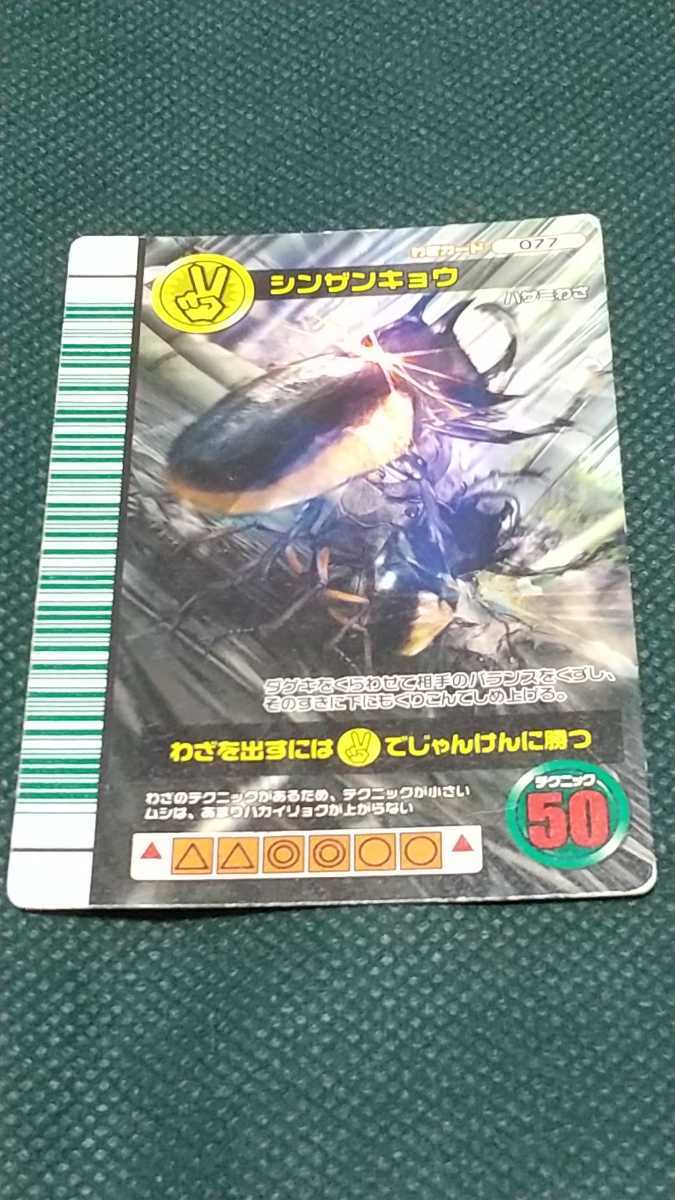 わざカード 077
シンザンキョウ
ハサミわざ
ダゲキをくらわせて相手のバランスをくずし、
そのすきに下にもぐりこんでしめ上げる。
わざを出すには でじゃんけんに勝つ
わざのテクニックがあるため、テクニックが小さい
ムシは、あまりハカイリョクが上がらない
テクニック
50